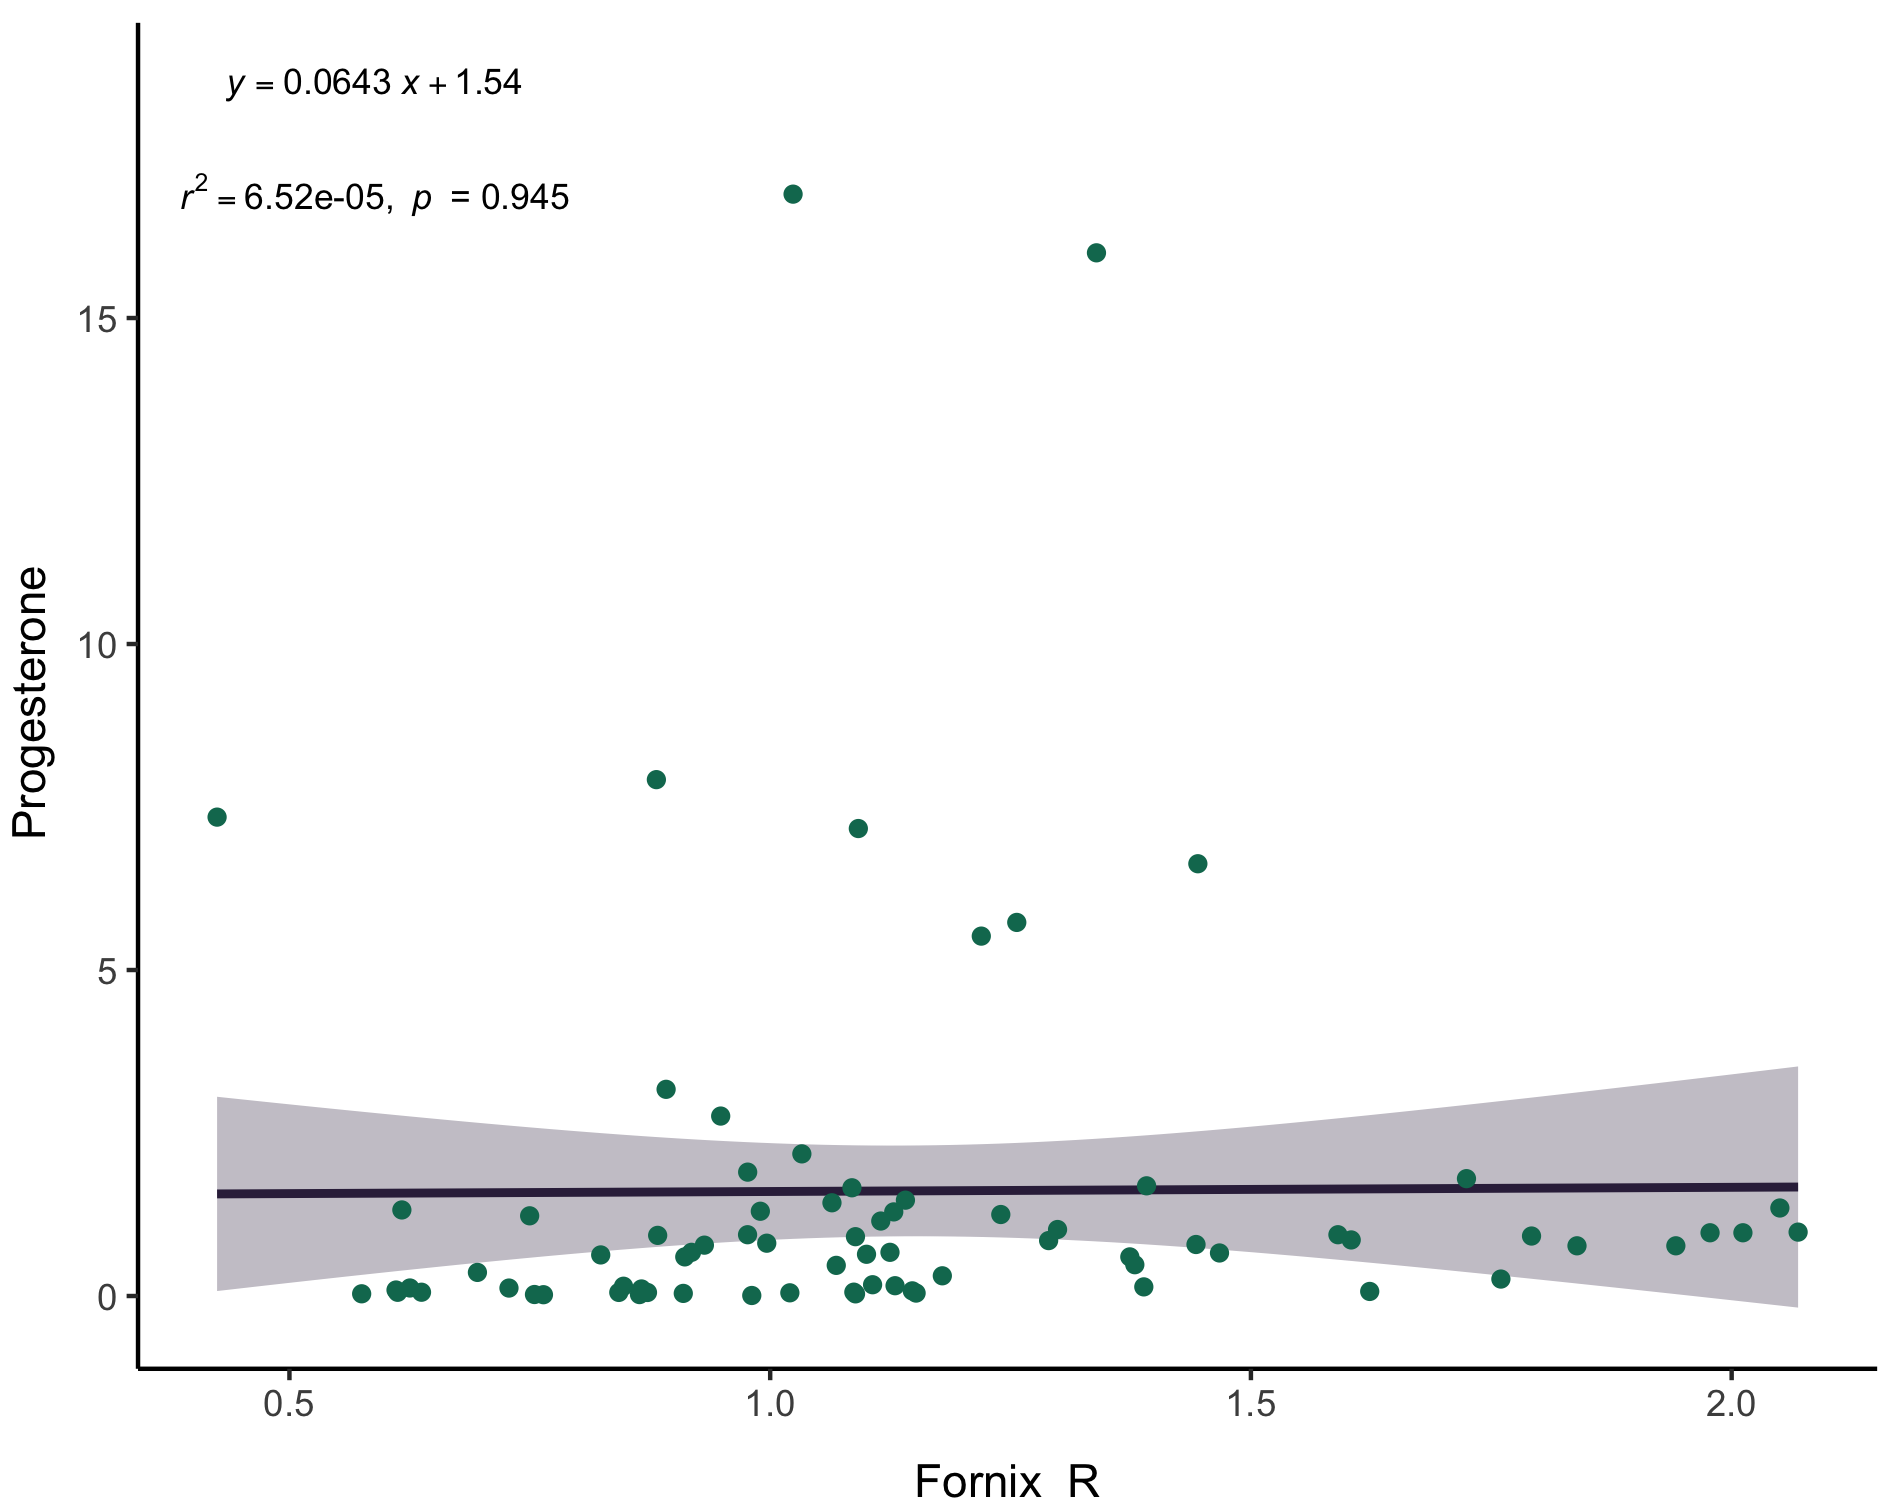 y = 0.0643 x + 1.54
r² = 6.52e-05, p = 0.945
15
10
5
0
Progesterone
0.5 1.0 1.5 2.0
Fornix R